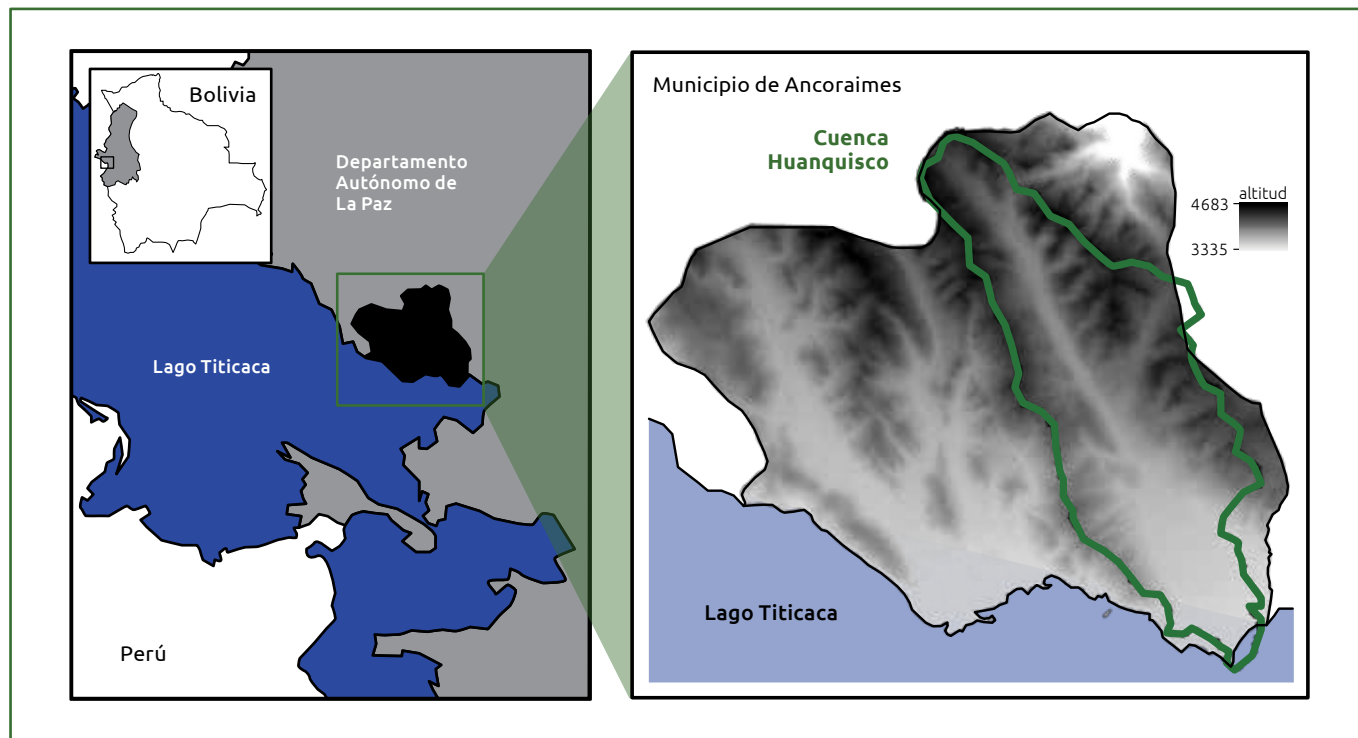 Bolivia
Departamento
Autónomo de
La Paz
Lago Titicaca
Perú
Municipio de Ancoraimes
Cuenca
Huanquisco
altitud
4683
3335
Lago Titicaca